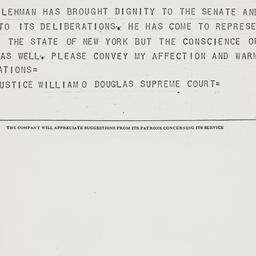 LEHMAN HAS BROUGHT DIGNITY TO THE SENATE AND
TO ITS DELIBERATIONS. HE HAS COME TO REPRESE
THE STATE OF NEW YORK BUT THE CONSCIENCE OF
AS WELL. PLEASE CONVEY MY AFFECTION AND WARM
ATIONS=
USTICE WILLIAM O DOUGLAS SUPREME COURT=
THE COMPANY WILL APPRECIATE SUGGESTIONS FROM ITS PATRONS CONCERNING ITS SERVICE